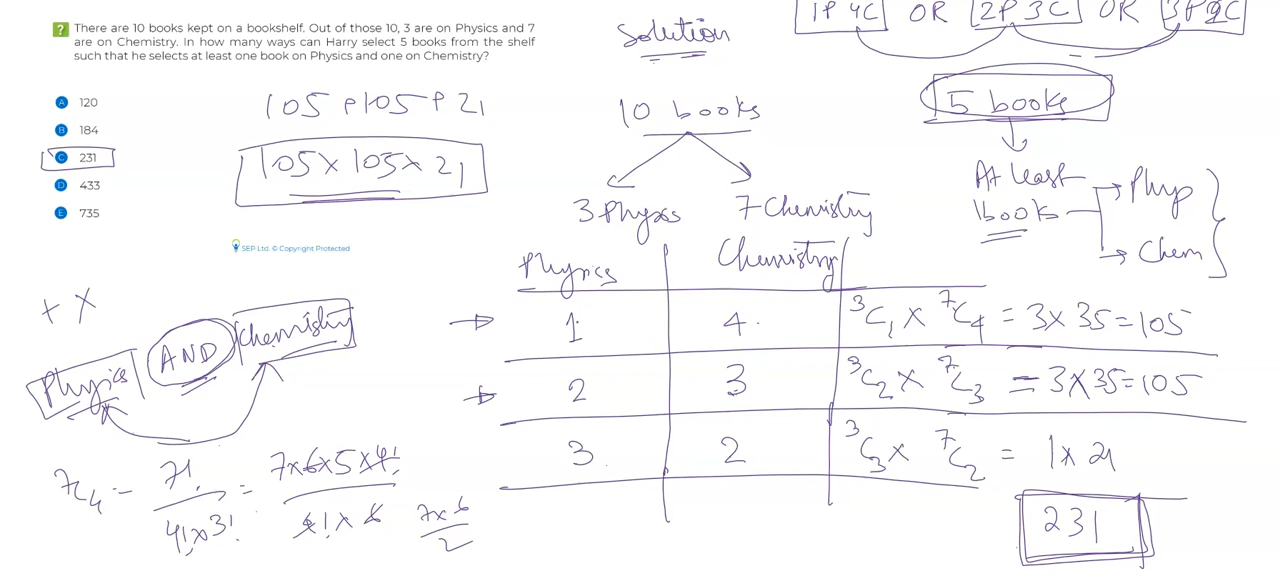 ? There are 10 books kept on a bookshelf. Out of those 10, 3 are on Physics and 7
are on Chemistry. In how many ways can Harry select 5 books from the shelf
such that he selects at least one book on Physics and one on Chemistry?
A 120
B 184
C 231
D 433
E 735
105 + 105 + 21
105 × 105 × 21
SEP Ltd. © Copyright Protected
Solution
1P 4C OR 2P 3C OR 3P 2C
10 books
3 Physics 7 Chemistry
5 books
At least
1 book
Phy
Chem
Physics Chemistry
1 4 ³C₁ × ⁷C₄ = 3 × 35 = 105
2 3 ³C₂ × ⁷C₃ = 3 × 35 = 105
3 2 ³C₃ × ⁷C₂ = 1 × 21
231
+ ×
Physics AND Chemistry
7C₄ = 7! / 4! × 3! = 7×6×5×4! / 4! × 6
7×6 / 2